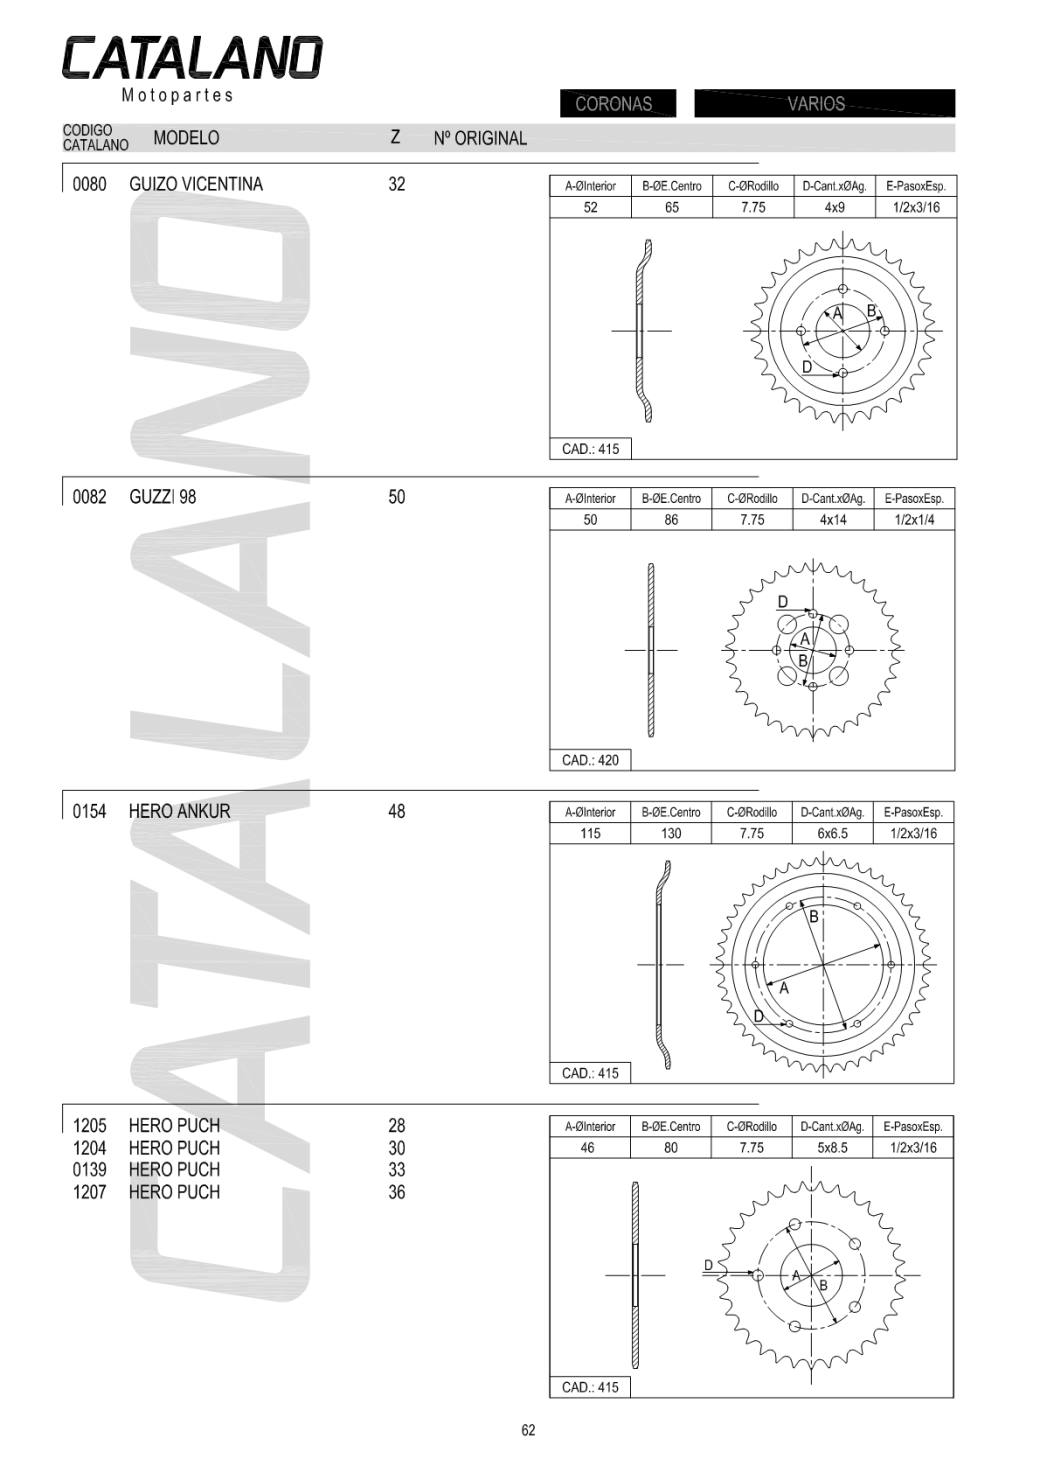 CATALANO
Motopartes
CORONAS VARIOS
CODIGO CATALANO MODELO Z Nº ORIGINAL
0080 GUIZO VICENTINA 32
A-ØInterior B-ØE.Centro C-ØRodillo D-Cant.xØAg. E-PasoxEsp.
52 65 7.75 4x9 1/2x3/16
A B
D
CAD.: 415
0082 GUZZI 98 50
A-ØInterior B-ØE.Centro C-ØRodillo D-Cant.xØAg. E-PasoxEsp.
50 86 7.75 4x14 1/2x1/4
D
A
B
CAD.: 420
0154 HERO ANKUR 48
A-ØInterior B-ØE.Centro C-ØRodillo D-Cant.xØAg. E-PasoxEsp.
115 130 7.75 6x6.5 1/2x3/16
B
A
D
CAD.: 415
1205 HERO PUCH 28
1204 HERO PUCH 30
0139 HERO PUCH 33
1207 HERO PUCH 36
A-ØInterior B-ØE.Centro C-ØRodillo D-Cant.xØAg. E-PasoxEsp.
46 80 7.75 5x8.5 1/2x3/16
D
A
B
CAD.: 415
CATALANO
62